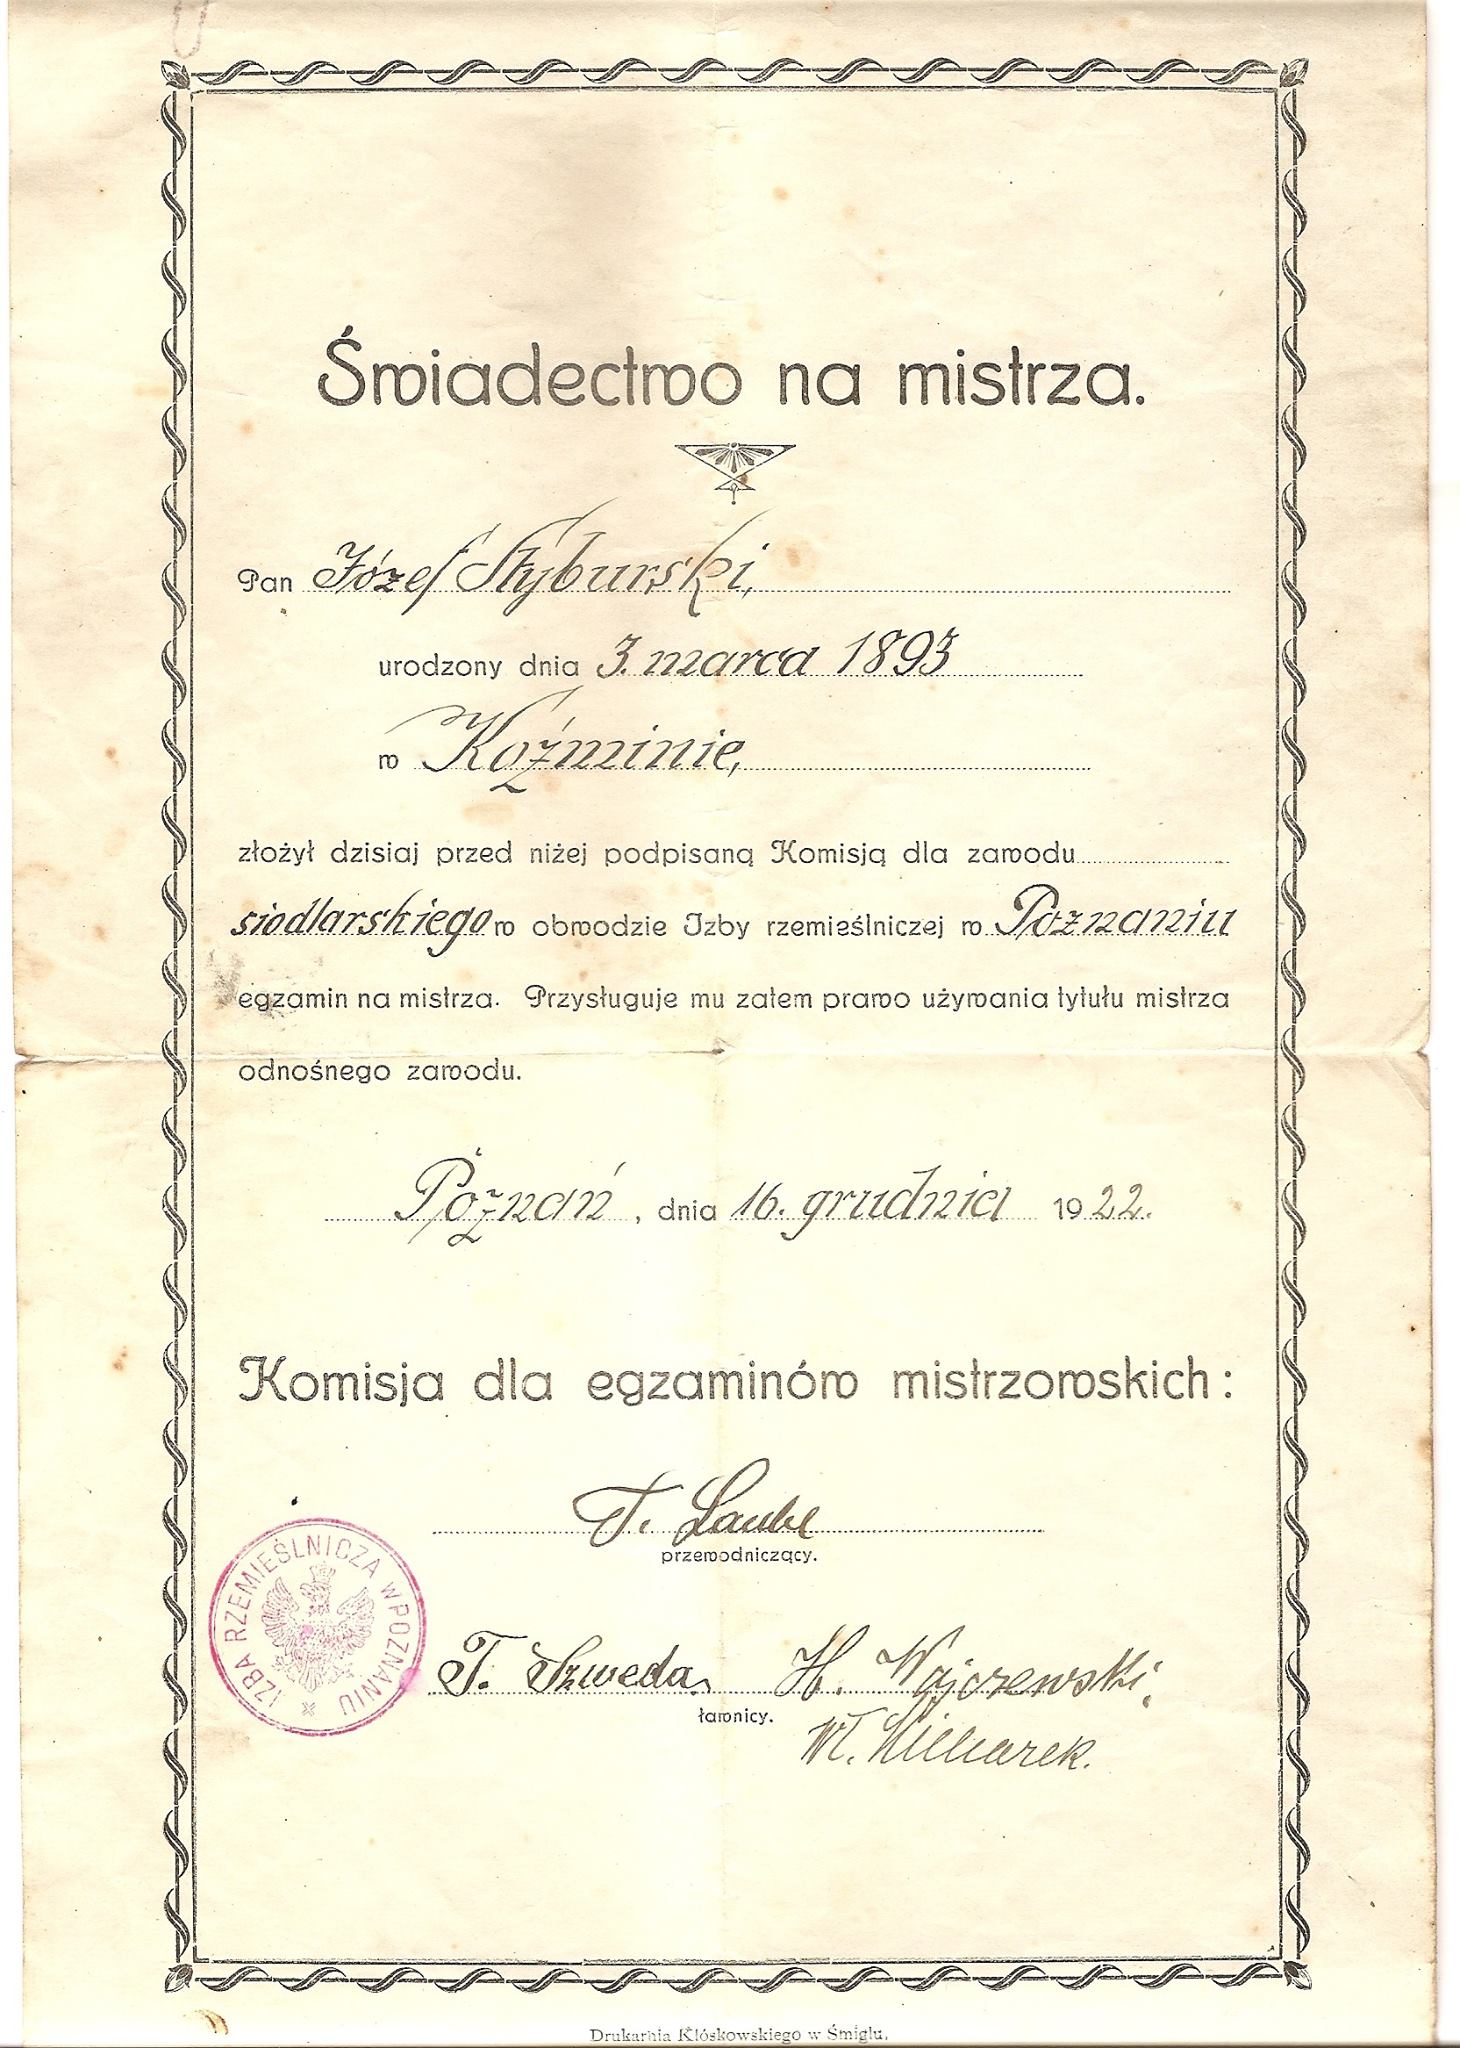 Świadectwo na mistrza.
Pan Józef Styburski,
urodzony dnia 3. marca 1893
w Koźminie,
złożył dzisiaj przed niżej podpisaną Komisją dla zawodu
siodlarskiego w obwodzie Izby rzemieślniczej w Poznaniu
egzamin na mistrza. Przysługuje mu zatem prawo używania tytułu mistrza
odnośnego zawodu.
Poznań, dnia 16. grudnia 1922.
Komisja dla egzaminów mistrzowskich:
T. Laube
przewodniczący.
IZBA RZEMIEŚLNICZA W POZNANIU
T. Szweda, H. Wajczewski,
ławnicy.
Wł.
Drukarnia Kłóskowskiego w Śmiglu.